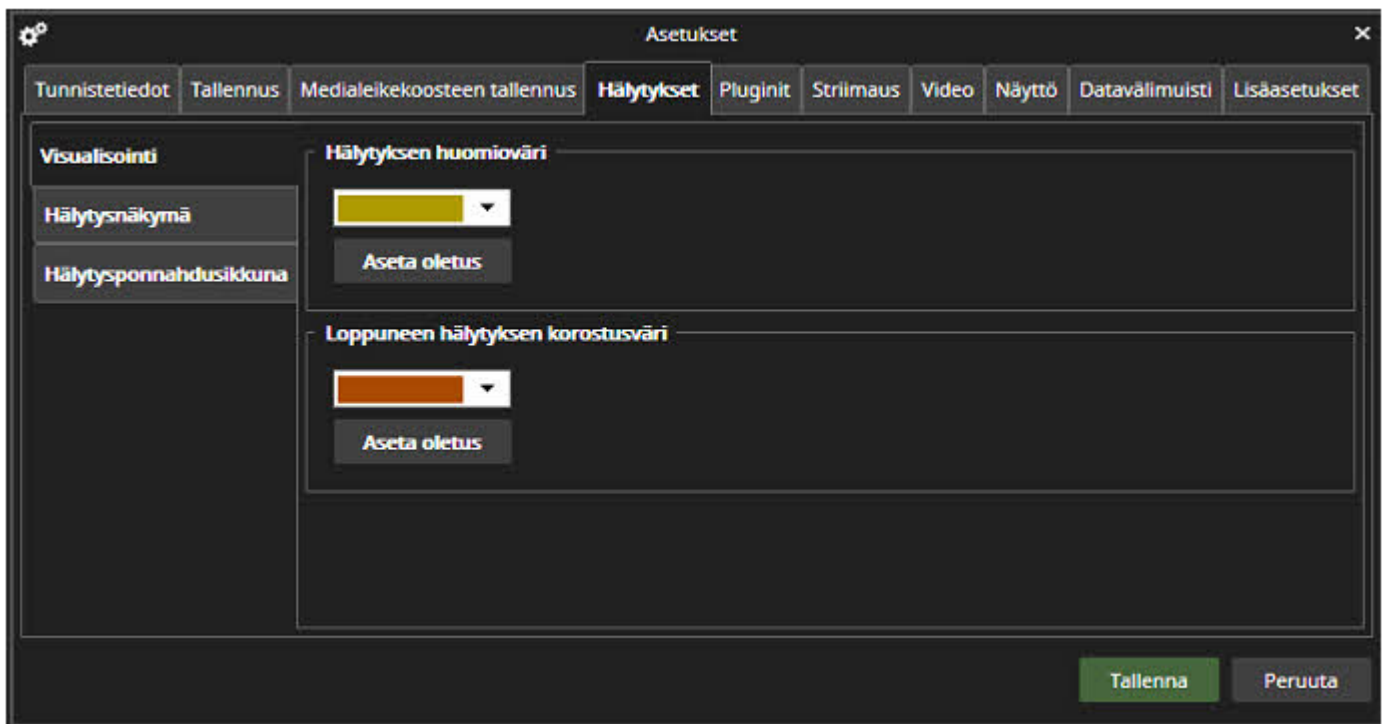 Asetukset
Tunnistetiedot Tallennus Medialeikekoosteen tallennus Hälytykset Pluginit Striimaus Video Näyttö Datavälimuisti Lisäasetukset
Visualisointi
Hälytysnäkymä
Hälytysponnahdusikkuna
Hälytyksen huomioväri
Aseta oletus
Loppuneen hälytyksen korostusväri
Aseta oletus
Tallenna Peruuta